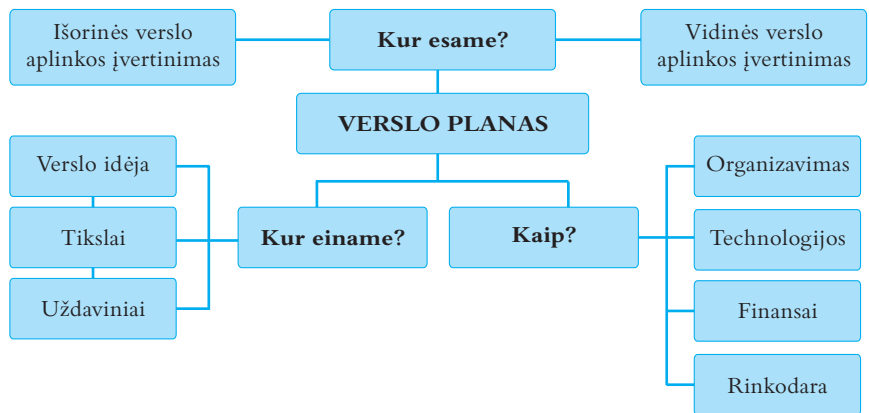 Išorinės verslo
aplinkos įvertinimas
Kur esame?
Vidinės verslo
aplinkos įvertinimas
VERSLO PLANAS
Verslo idėja
Tikslai
Uždaviniai
Kur einame?
Kaip?
Organizavimas
Technologijos
Finansai
Rinkodara